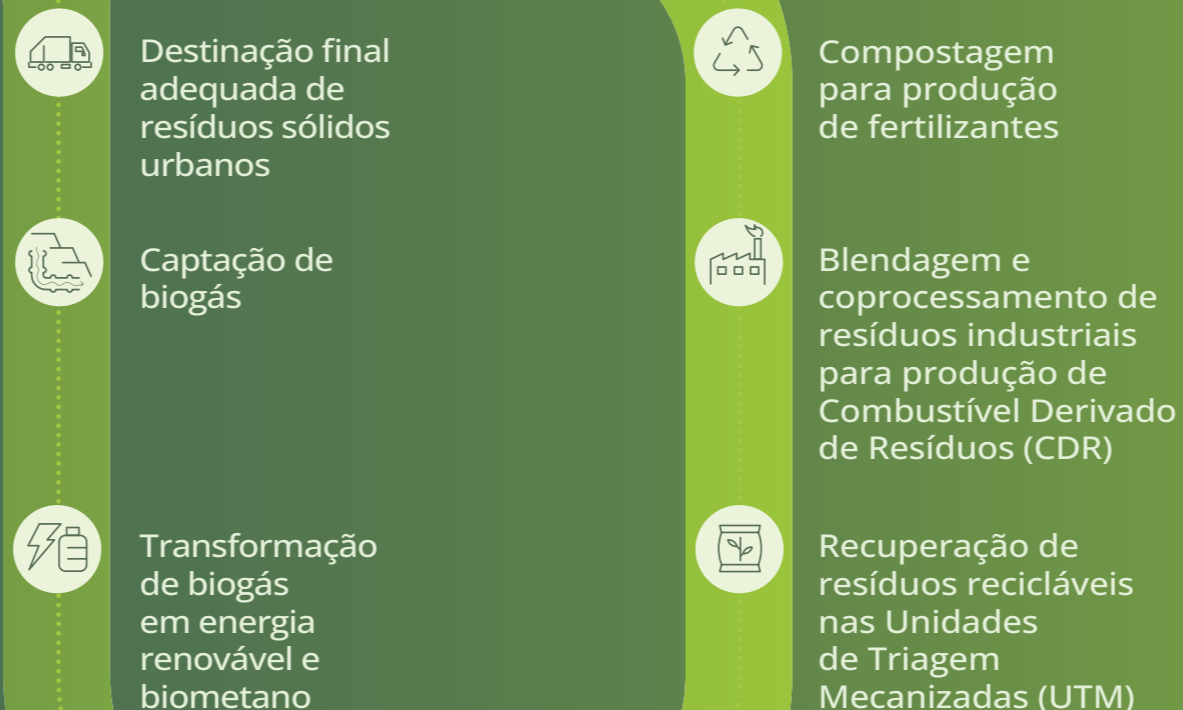 Destinação final
adequada de
resíduos sólidos
urbanos
Captação de
biogás
Transformação
de biogás
em energia
renovável e
biometano
Compostagem
para produção
de fertilizantes
Blendagem e
coprocessamento de
resíduos industriais
para produção de
Combustível Derivado
de Resíduos (CDR)
Recuperação de
resíduos recicláveis
nas Unidades
de Triagem
Mecanizadas (UTM)